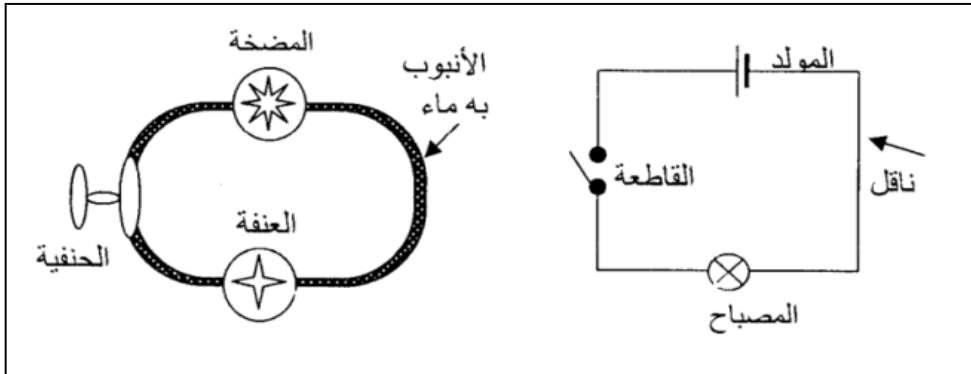 المضخة
الأنبوب
به ماء
العنفة
الحنفية
المولد
ناقل
القاطعة
المصباح